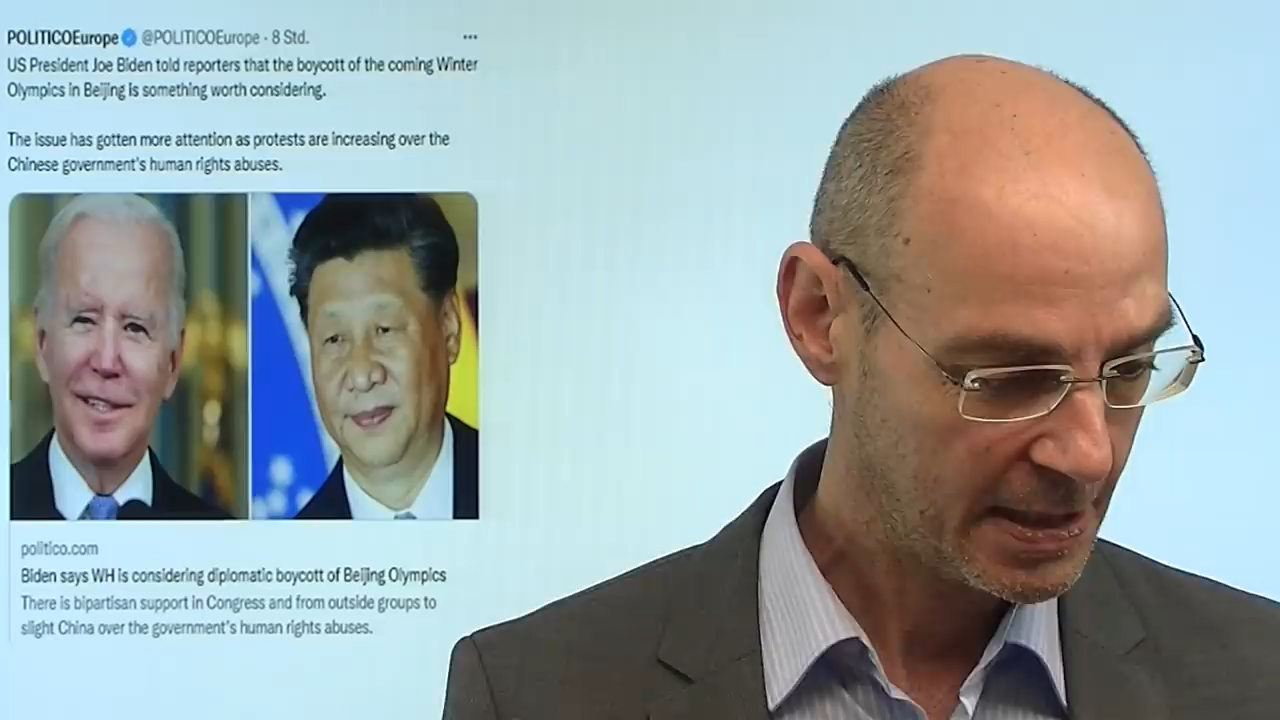 POLITICOEurope @POLITICOEurope · 8 Std. ...
US President Joe Biden told reporters that the boycott of the coming Winter
Olympics in Beijing is something worth considering.
The issue has gotten more attention as protests are increasing over the
Chinese government's human rights abuses.
politico.com
Biden says WH is considering diplomatic boycott of Beijing Olympics
There is bipartisan support in Congress and from outside groups to
slight China over the government's human rights abuses.